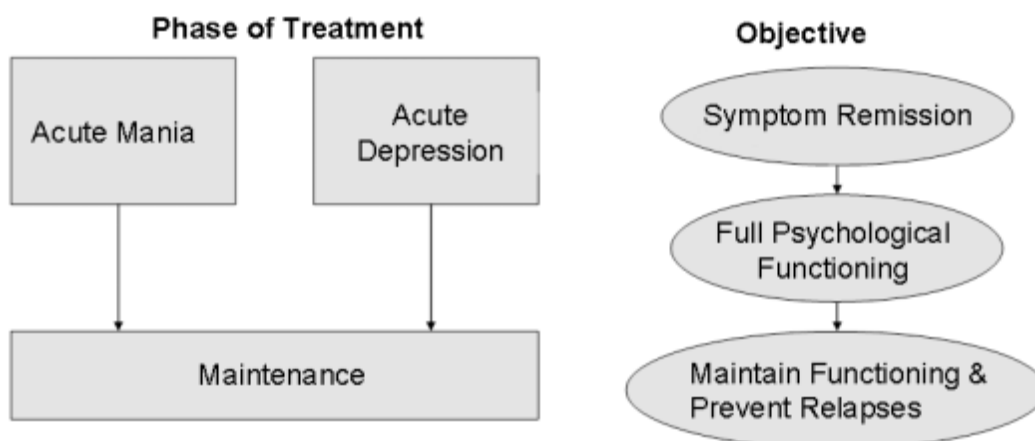 Phase of Treatment
Objective
Acute Mania
Acute
Depression
Symptom Remission
Full Psychological
Functioning
Maintenance
Maintain Functioning &
Prevent Relapses